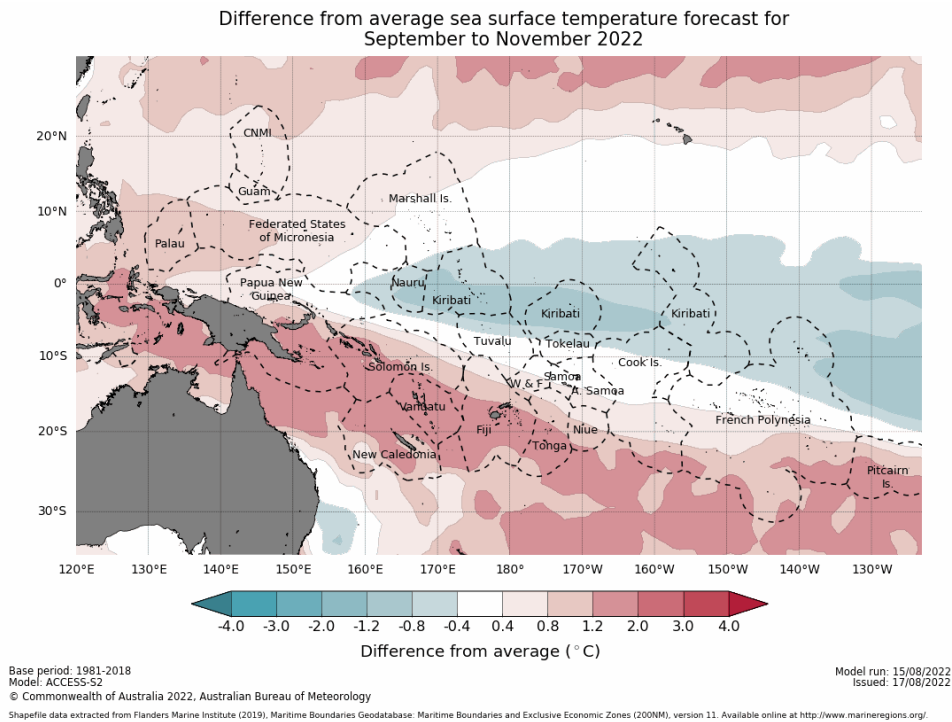 Difference from average sea surface temperature forecast for
September to November 2022
20°N
10°N
0°
10°S
20°S
30°S
CNMI
Guam
Marshall Is.
Federated States
of Micronesia
Palau
Papua New
Guinea
Nauru
Kiribati
Kiribati
Kiribati
Tuvalu
Tokelau
Solomon Is.
Cook Is.
Samoa
W & F
A. Samoa
Vanuatu
French Polynesia
Fiji
Niue
Tonga
New Caledonia
Pitcairn
Is.
120°E 130°E 140°E 150°E 160°E 170°E 180°W 170°W 160°W 150°W 140°W 130°W
-4.0 -3.0 -2.0 -1.2 -0.8 -0.4 0.4 0.8 1.2 2.0 3.0 4.0
Difference from average (°C)
Base period: 1981-2018
Model: ACCESS-S2
© Commonwealth of Australia 2022, Australian Bureau of Meteorology
Model run: 15/08/2022
Issued: 17/08/2022
Shapefile data extracted from Flanders Marine Institute (2019), Maritime Boundaries Geodatabase: Maritime Boundaries and Exclusive Economic Zones (200NM), version 11. Available online at http://www.marineregions.org/.